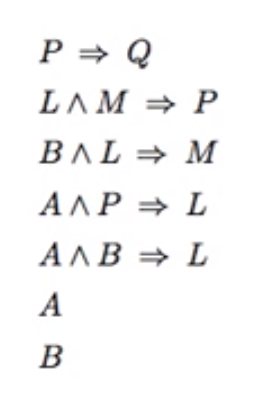 P ⇒ Q
L ∧ M ⇒ P
B ∧ L ⇒ M
A ∧ P ⇒ L
A ∧ B ⇒ L
A
B